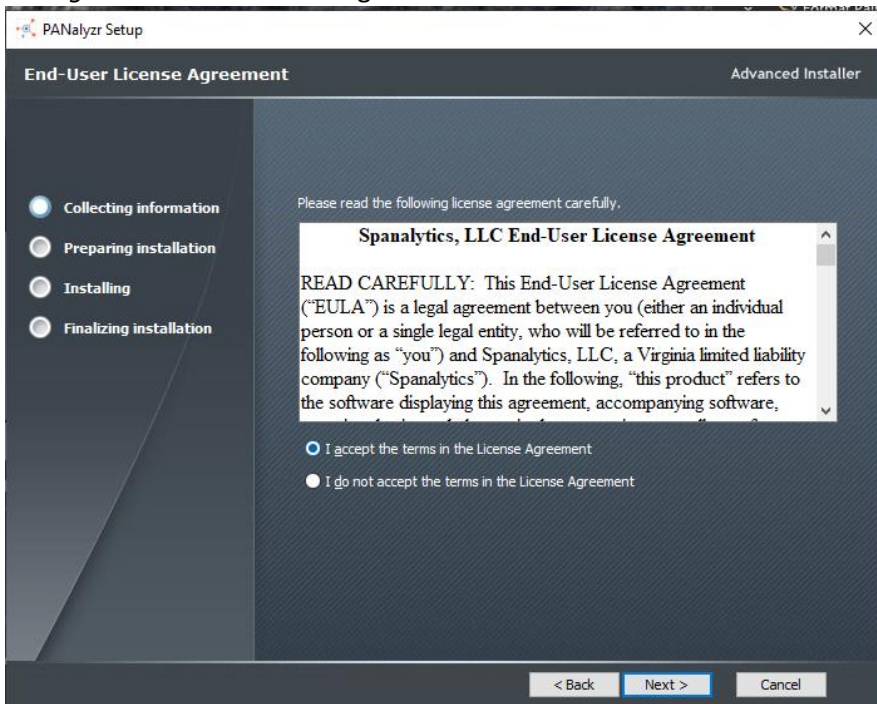 PANalyzr Setup
End-User License Agreement
Advanced Installer
Collecting information
Preparing installation
Installing
Finalizing installation
Please read the following license agreement carefully.
Spanalytics, LLC End-User License Agreement
READ CAREFULLY: This End-User License Agreement
(“EULA”) is a legal agreement between you (either an individual
person or a single legal entity, who will be referred to in the
following as “you”) and Spanalytics, LLC, a Virginia limited liability
company (“Spanalytics”). In the following, “this product” refers to
the software displaying this agreement, accompanying software,
I accept the terms in the License Agreement
I do not accept the terms in the License Agreement
< Back
Next >
Cancel